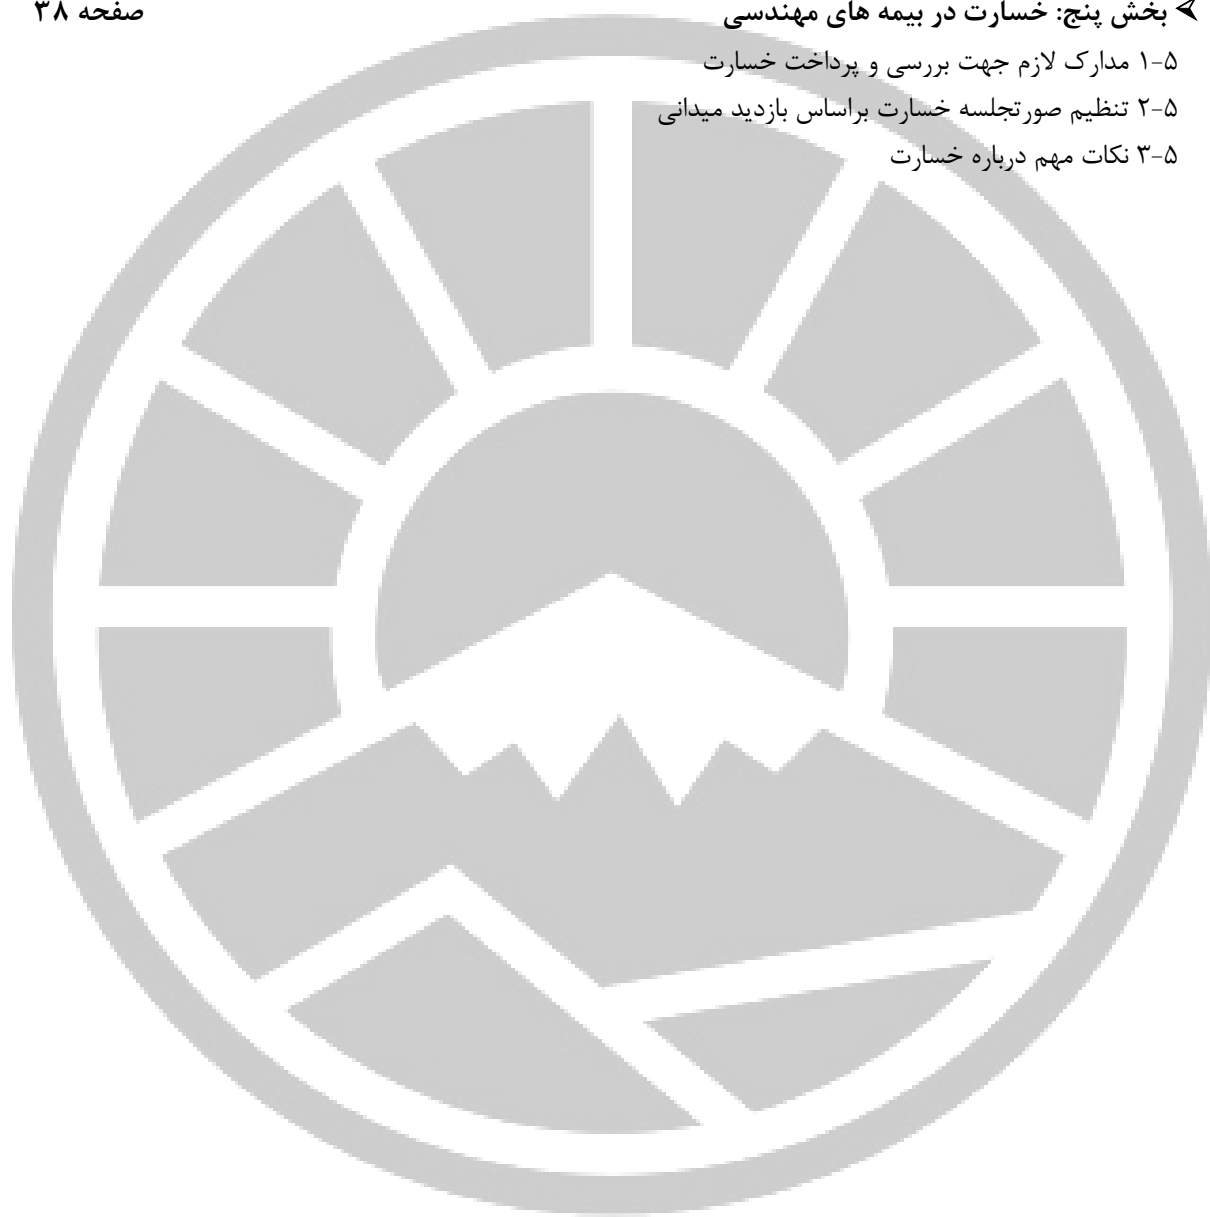 ➢ بخش پنج: خسارت در بیمه های مهندسی صفحه ۳۸
۵-۱ مدارک لازم جهت بررسی و پرداخت خسارت
۵-۲ تنظیم صورتجلسه خسارت براساس بازدید میدانی
۵-۳ نکات مهم درباره خسارت